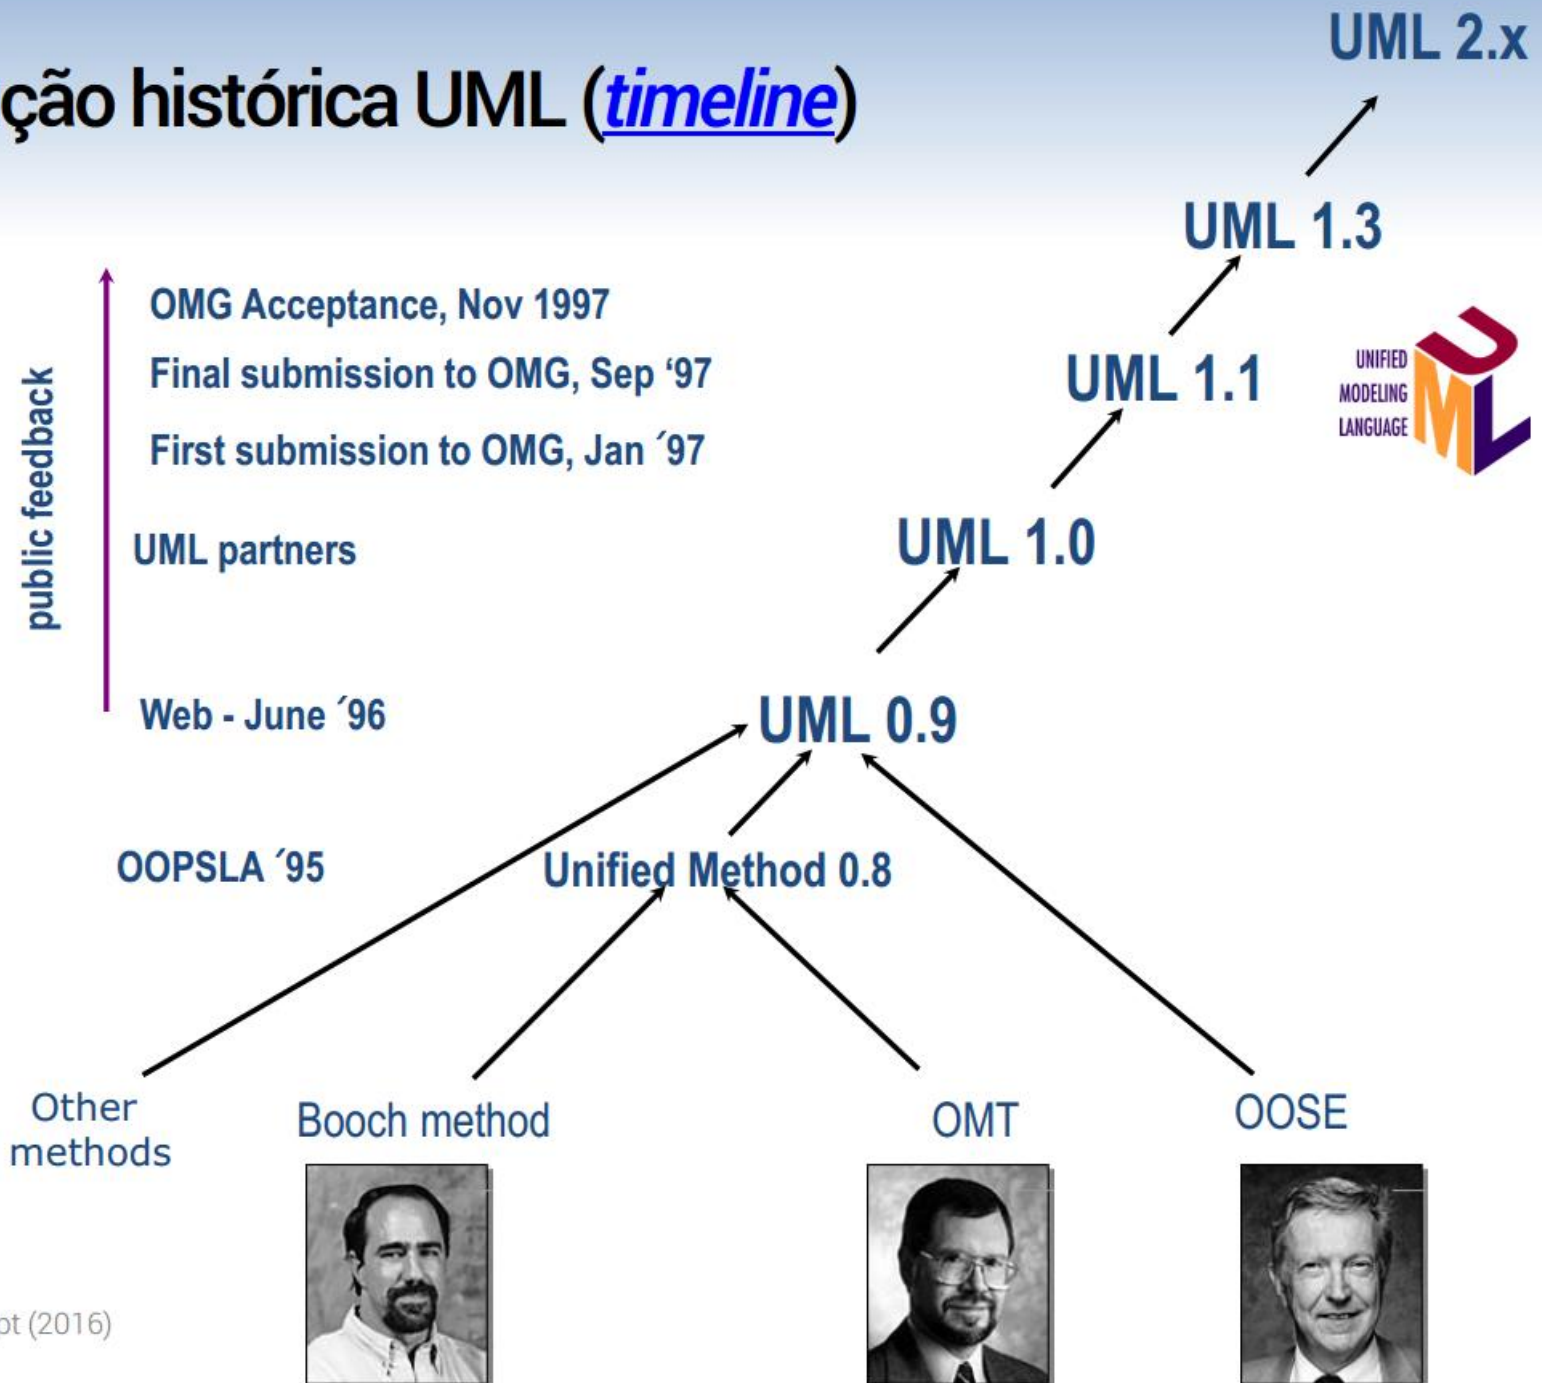 UML 2.x
ção histórica UML (timeline)
UML 1.3
OMG Acceptance, Nov 1997
Final submission to OMG, Sep ‘97
UML 1.1
UNIFIED
MODELING
LANGUAGE
UML
First submission to OMG, Jan ´97
public feedback
UML partners
UML 1.0
Web - June ´96
UML 0.9
OOPSLA ´95
Unified Method 0.8
Other
methods
Booch method
OMT
OOSE
pt (2016)